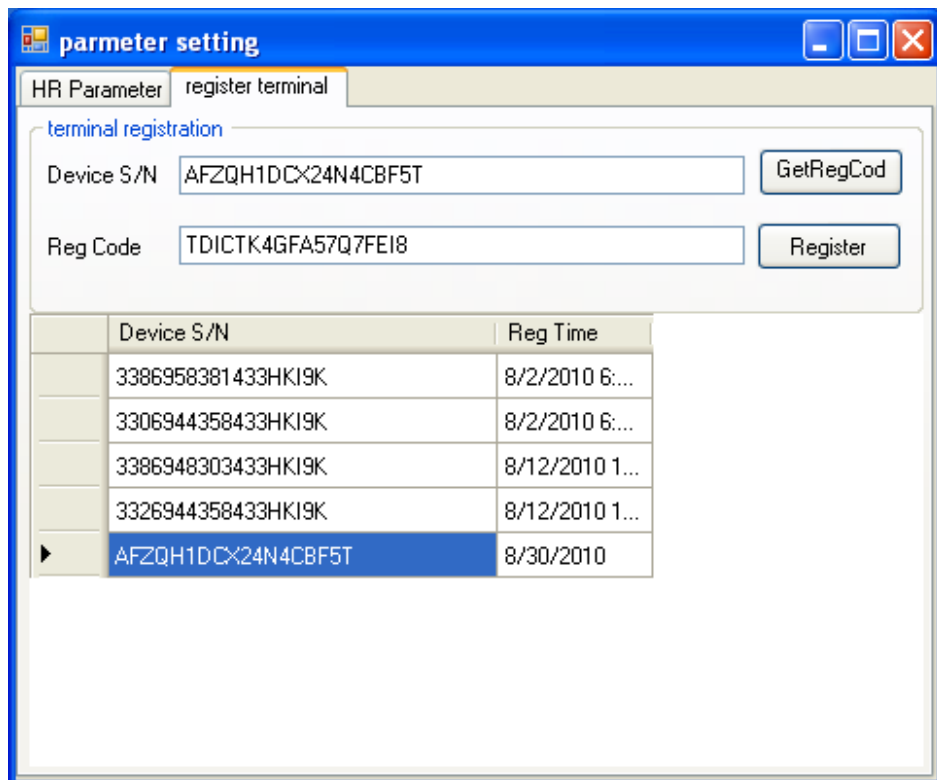 parmeter setting
HR Parameter register terminal
terminal registration
Device S/N AFZQH1DCX24N4CBF5T GetRegCod
Reg Code TDICTK4GFA57Q7FEI8 Register
Device S/N Reg Time
3386958381433HKI9K 8/2/2010 6:...
3306944358433HKI9K 8/2/2010 6:...
3386948303433HKI9K 8/12/2010 1...
3326944358433HKI9K 8/12/2010 1...
AFZQH1DCX24N4CBF5T 8/30/2010